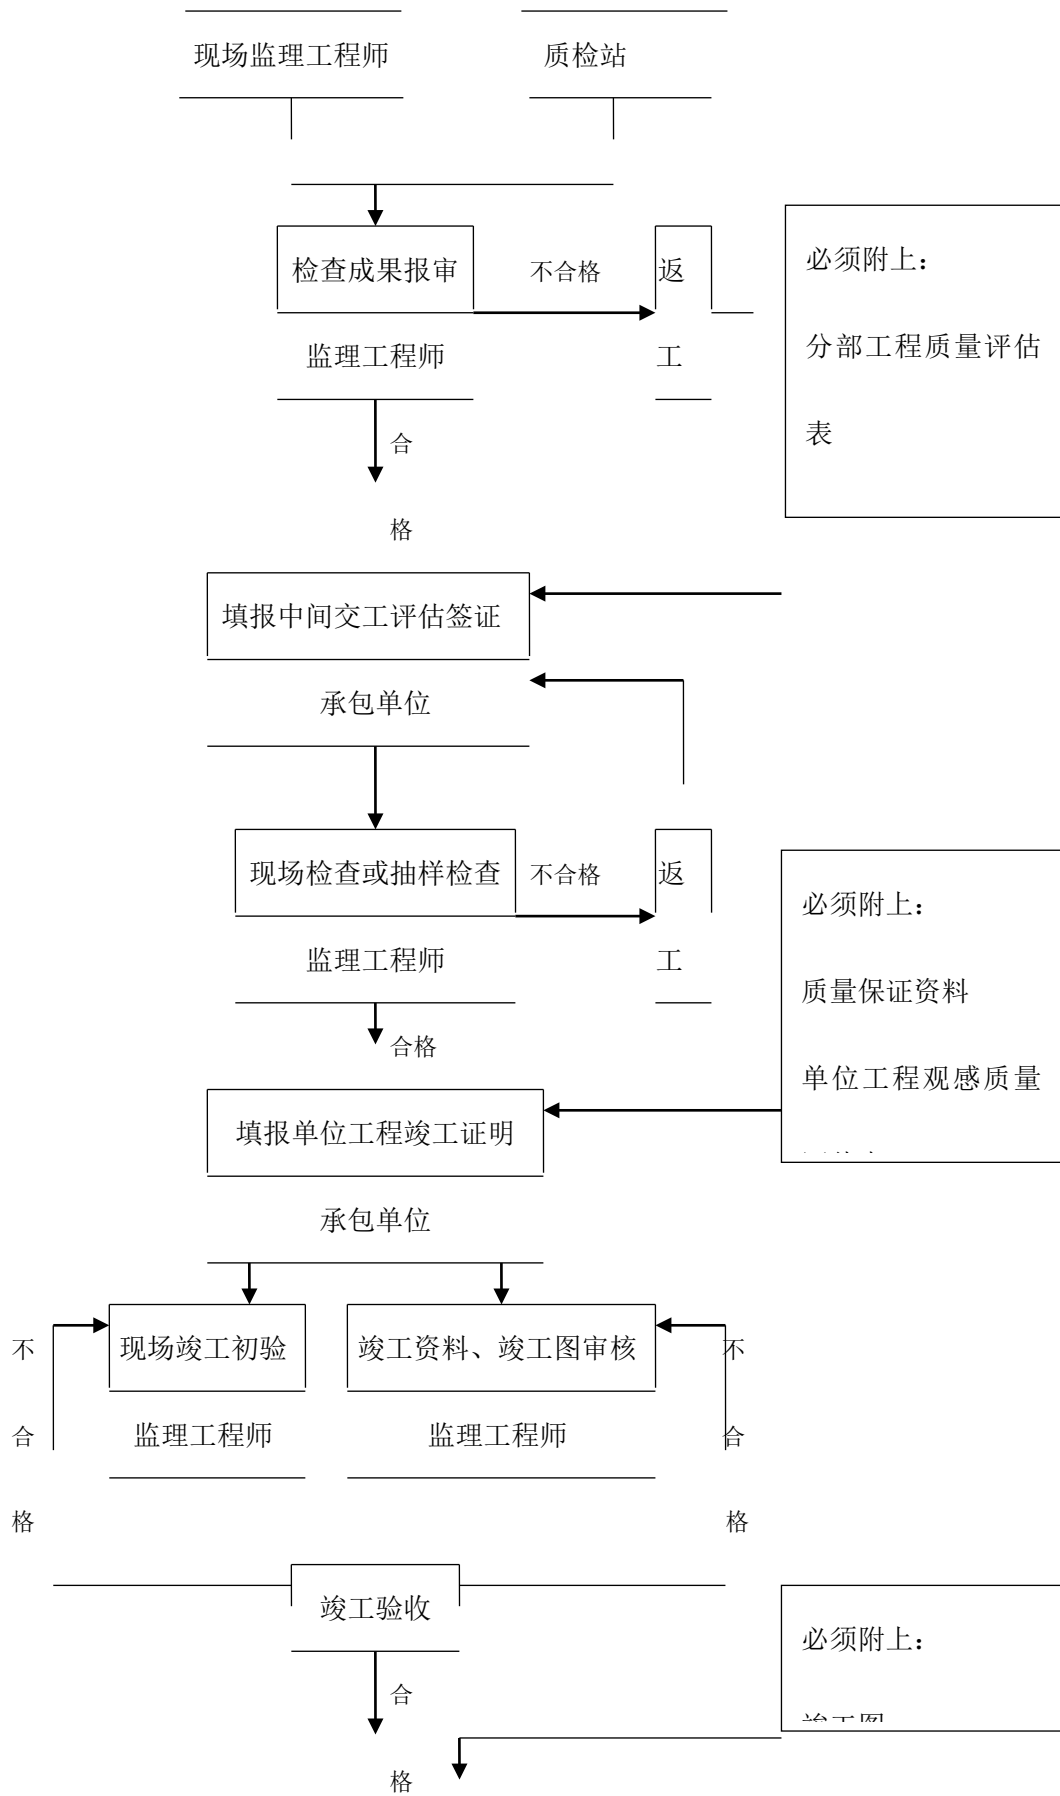 现场监理工程师
质检站
检查成果报审
不合格
返
必须附上：
分部工程质量评估
表
监理工程师
工
合
格
填报中间交工评估签证
承包单位
现场检查或抽样检查
不合格
返
监理工程师
工
必须附上：
质量保证资料
单位工程观感质量
合格
填报单位工程竣工证明
承包单位
不
现场竣工初验
竣工资料、竣工图审核
不
合
监理工程师
监理工程师
合
格
格
竣工验收
必须附上：
合
格